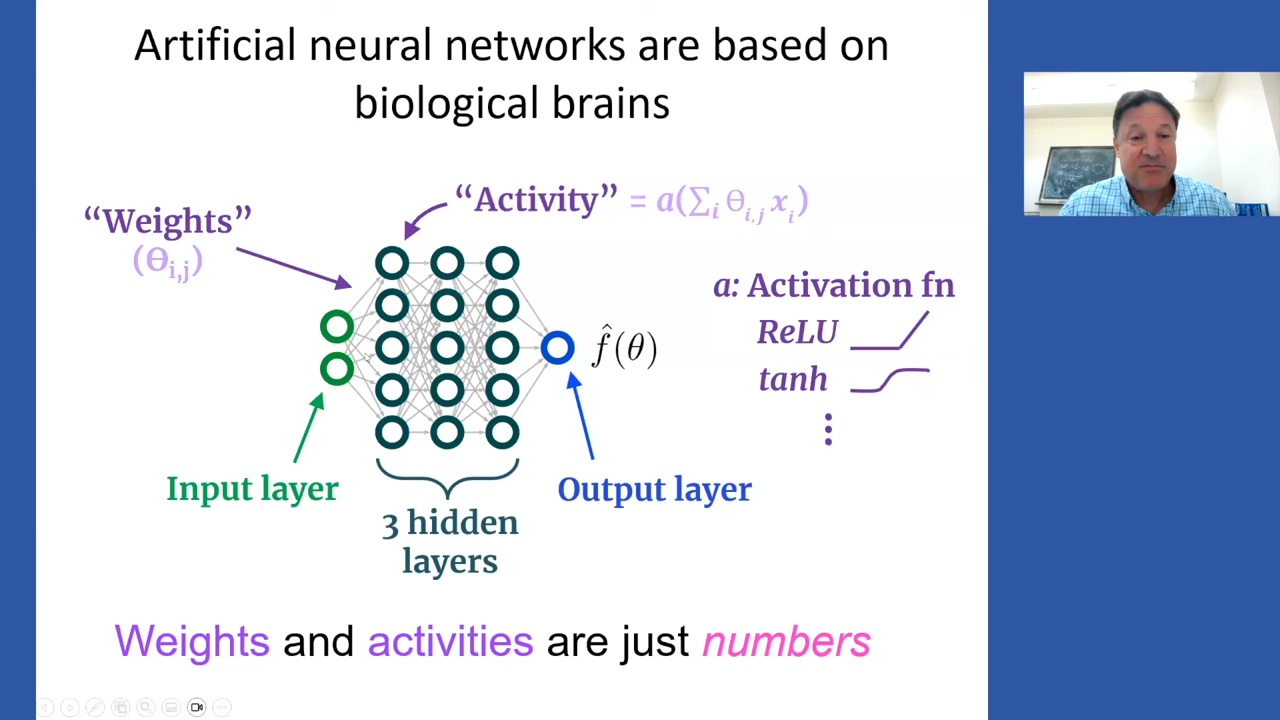 Artificial neural networks are based on
biological brains
“Activity” = a(∑i ϴi,j xi)
“Weights”
(ϴi,j)
a: Activation fn
ReLU
tanh
⋮
f̂(θ)
Input layer
Output layer
3 hidden
layers
Weights and activities are just numbers